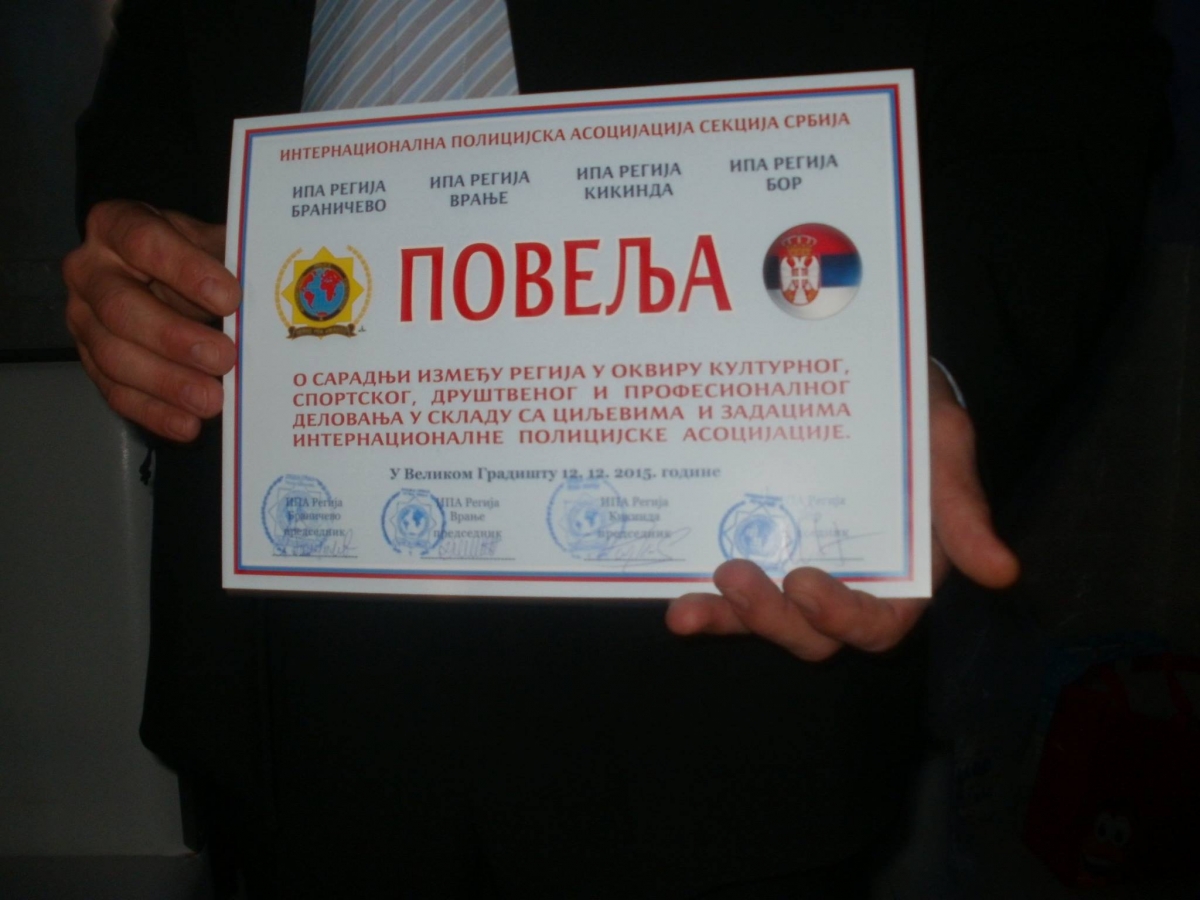 ИНТЕРНАЦИОНАЛНА ПОЛИЦИЈСКА АСОЦИЈАЦИЈА СЕКЦИЈА СРБИЈА
ИПА РЕГИЈА БРАНИЧЕВО
ИПА РЕГИЈА ВРАЊЕ
ИПА РЕГИЈА КИКИНДА
ИПА РЕГИЈА БОР
ПОВЕЉА
О САРАДЊИ ИЗМЕЂУ РЕГИЈА У ОКВИРУ КУЛТУРНОГ,
СПОРТСКОГ, ДРУШТВЕНОГ И ПРОФЕСИОНАЛНОГ
ДЕЛОВАЊА У СКЛАДУ СА ЦИЉЕВИМА И ЗАДАЦИМА
ИНТЕРНАЦИОНАЛНЕ ПОЛИЦИЈСКЕ АСОЦИЈАЦИЈЕ.
У Великом Градишту 12. 12. 2015. године
ИПА Регија
Браничево
председник
ИПА Регија
Врање
председник
ИПА Регија
Кикинда
председник
ИПА Регија